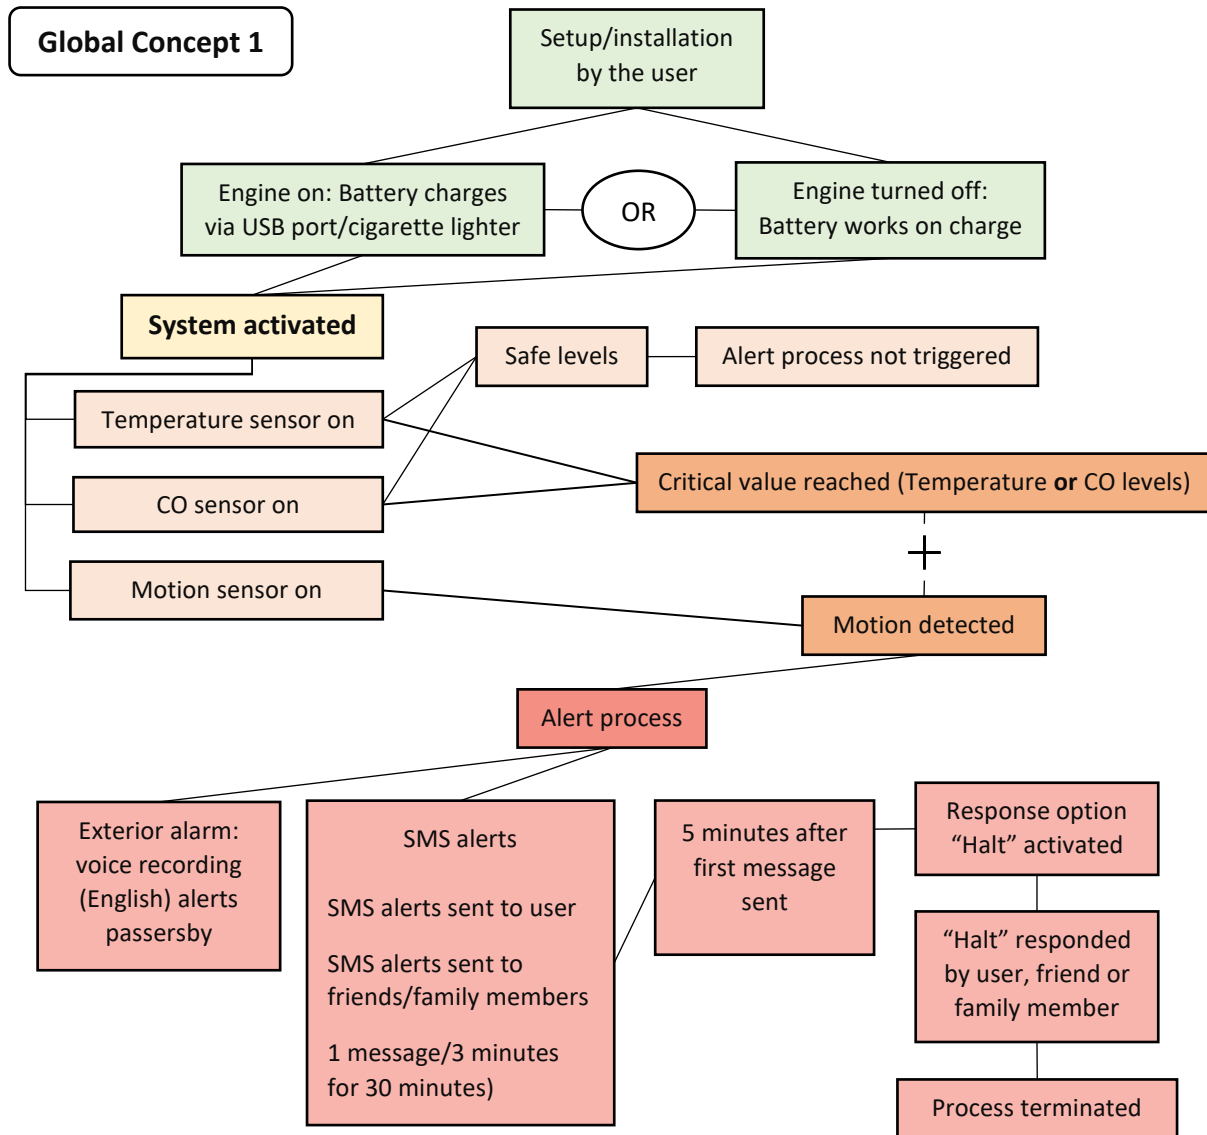 Global Concept 1
Setup/installation
by the user
Engine on: Battery charges
via USB port/cigarette lighter
OR
Engine turned off:
Battery works on charge
System activated
Safe levels
Alert process not triggered
Temperature sensor on
CO sensor on
Critical value reached (Temperature or CO levels)
+
Motion sensor on
Motion detected
Alert process
Exterior alarm:
voice recording
(English) alerts
passersby
SMS alerts
SMS alerts sent to user
SMS alerts sent to
friends/family members
1 message/3 minutes
for 30 minutes)
5 minutes after
first message
sent
Response option
“Halt” activated
“Halt” responded
by user, friend or
family member
Process terminated